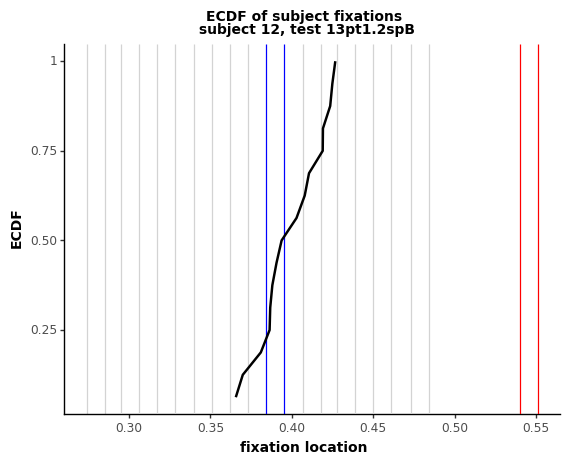 ECDF of subject fixations
subject 12, test 13pt1.2spB
1
0.75
0.50
0.25
ECDF
0.30 0.35 0.40 0.45 0.50 0.55
fixation location